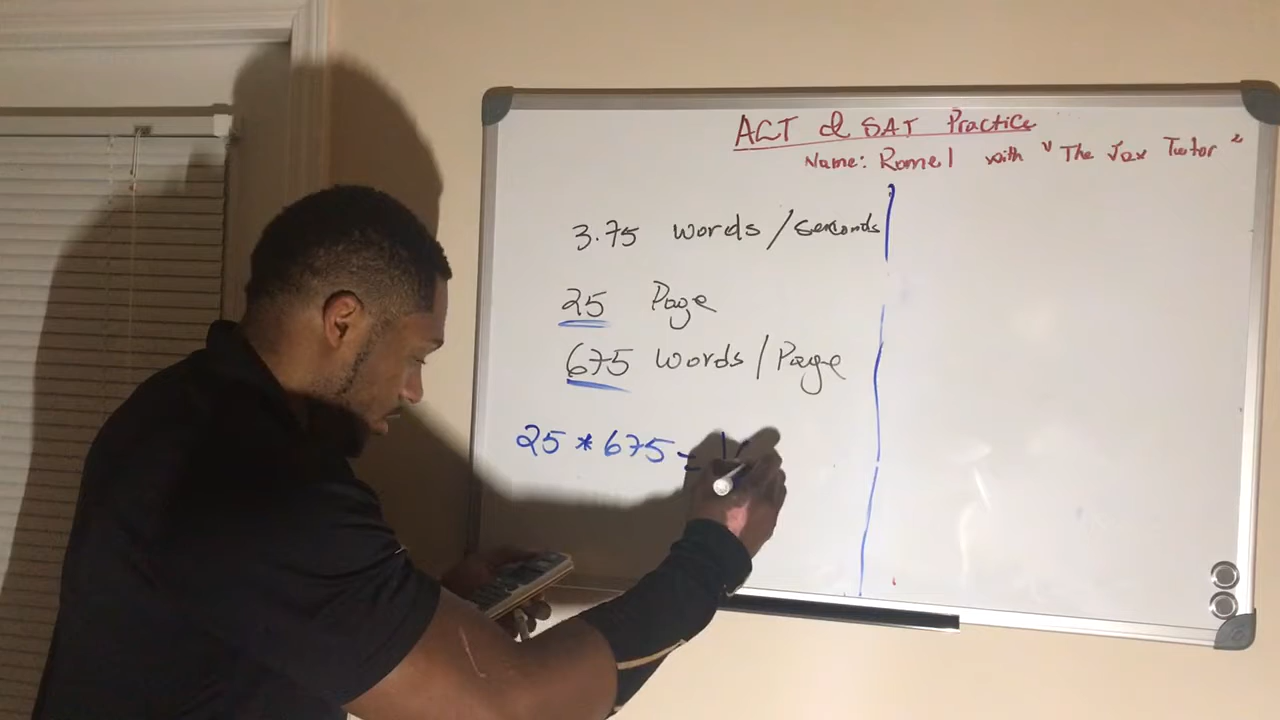 ACT & SAT Practice
Name: Romel with "The Jax Tutor"
3.75 words/seconds
25 Page
675 words/Page
25 * 675 =